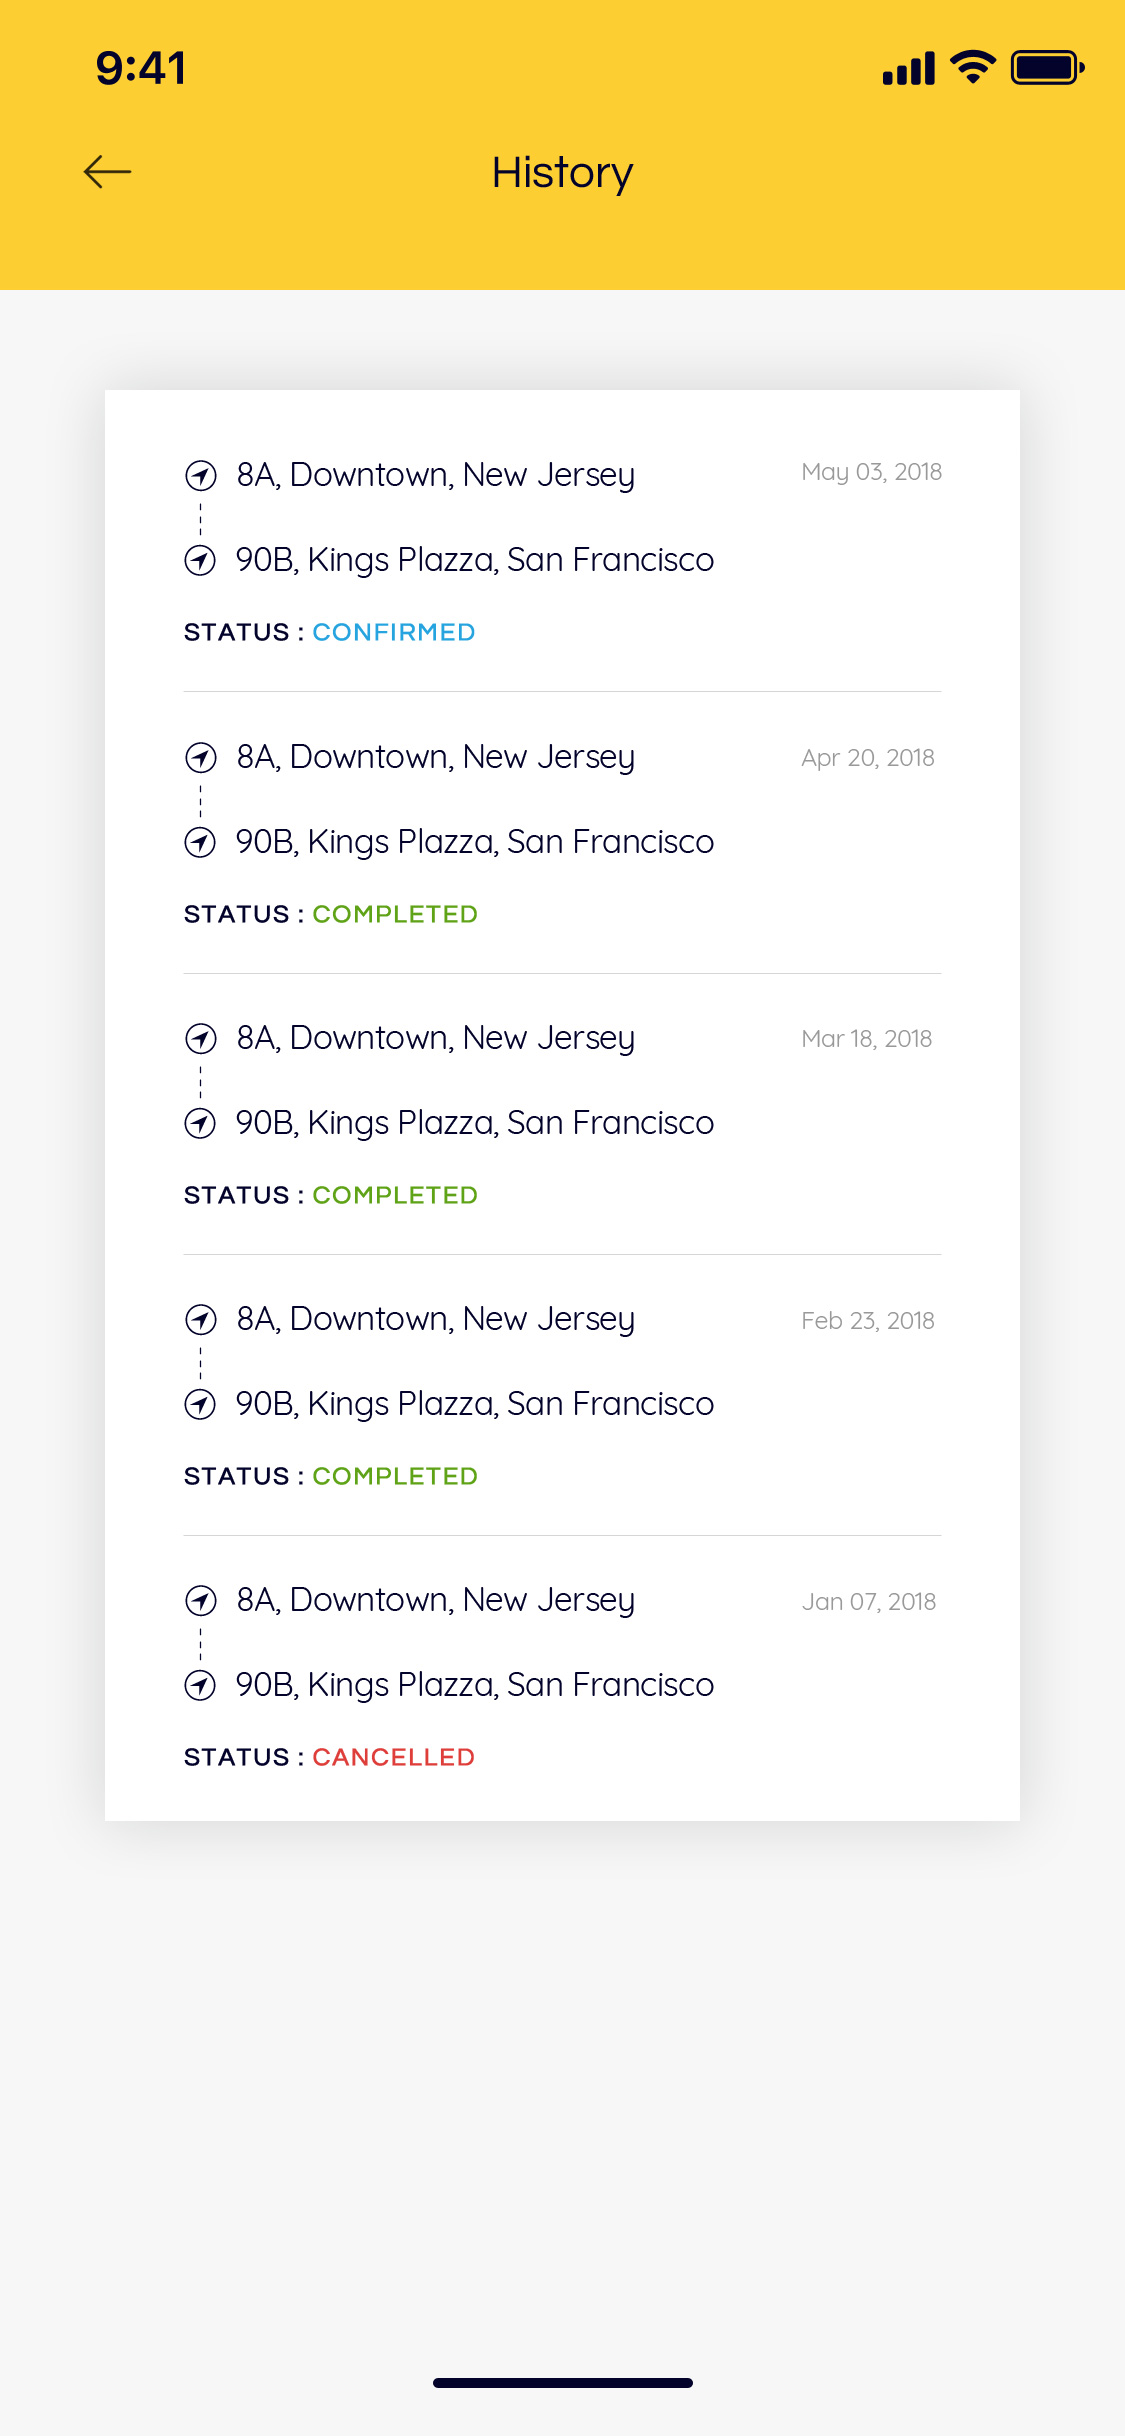 9:41
History
8A, Downtown, New Jersey May 03, 2018
90B, Kings Plazza, San Francisco
STATUS : CONFIRMED
8A, Downtown, New Jersey Apr 20, 2018
90B, Kings Plazza, San Francisco
STATUS : COMPLETED
8A, Downtown, New Jersey Mar 18, 2018
90B, Kings Plazza, San Francisco
STATUS : COMPLETED
8A, Downtown, New Jersey Feb 23, 2018
90B, Kings Plazza, San Francisco
STATUS : COMPLETED
8A, Downtown, New Jersey Jan 07, 2018
90B, Kings Plazza, San Francisco
STATUS : CANCELLED